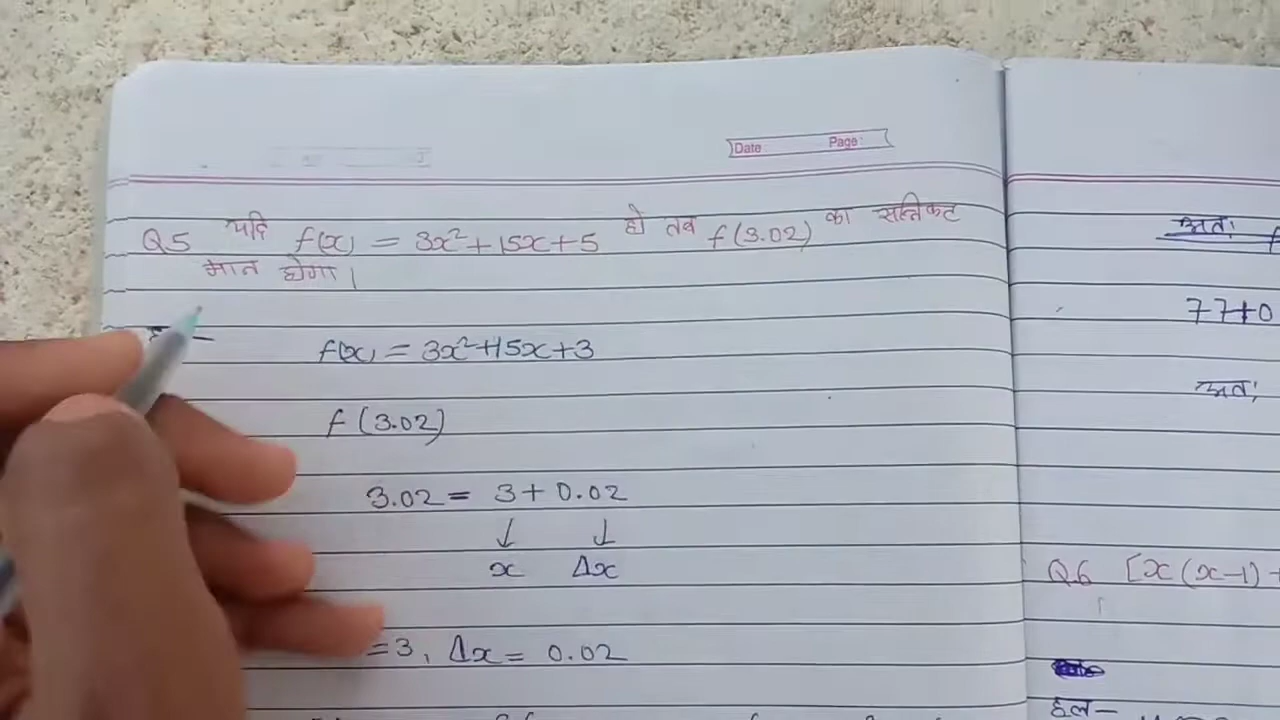 Date: Page:
Q5 यदि f(x) = 3x²+15x+5 हो तब f(3.02) का सन्निकट
मान होगा।
f(x) = 3x²+15x+3
f(3.02)
3.02 = 3+0.02
↓ ↓
x Δx
=3, Δx = 0.02
अतः
77+0
अतः
Q6 [x(x-1)
हल-